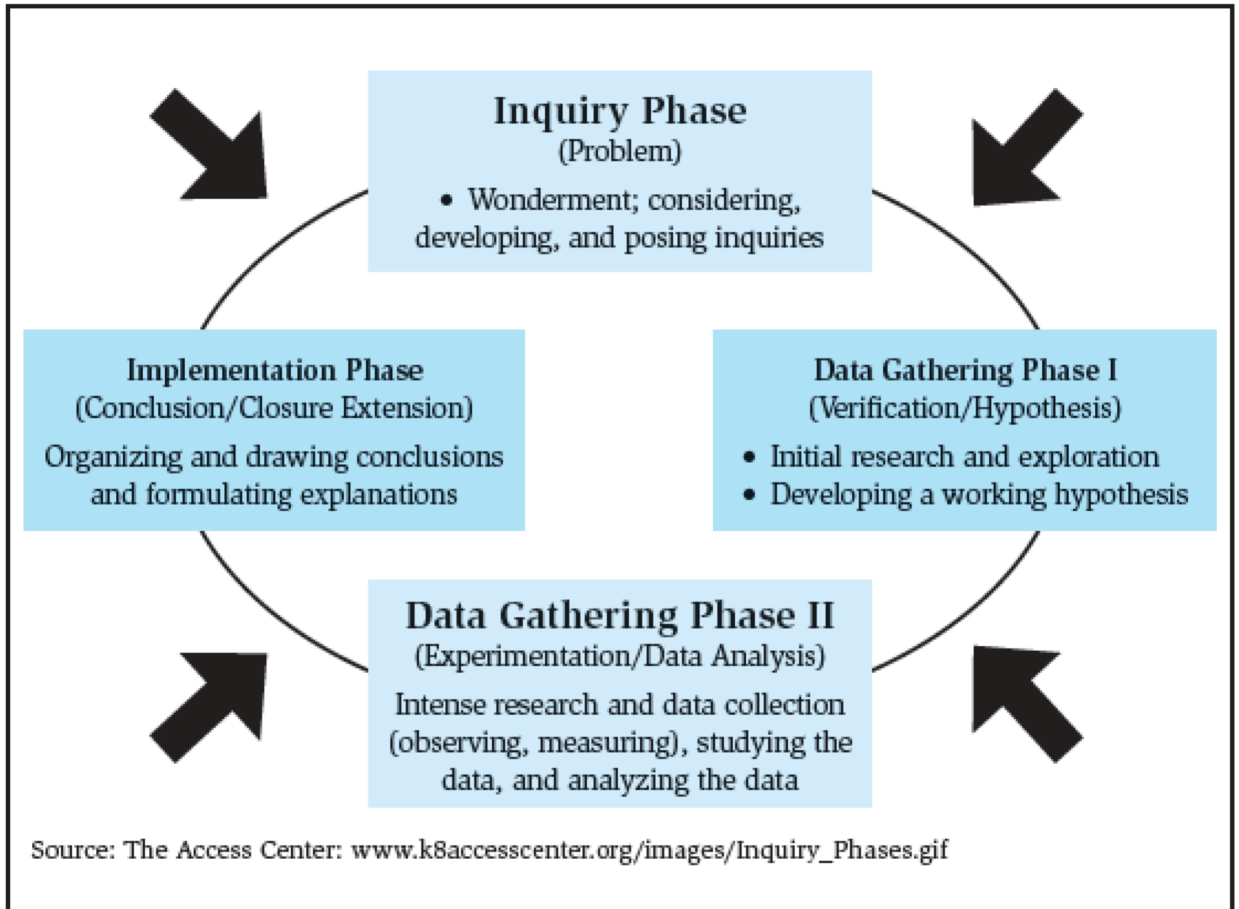 Inquiry Phase
(Problem)
• Wonderment; considering,
developing, and posing inquiries
Implementation Phase
(Conclusion/Closure Extension)
Organizing and drawing conclusions
and formulating explanations
Data Gathering Phase I
(Verification/Hypothesis)
• Initial research and exploration
• Developing a working hypothesis
Data Gathering Phase II
(Experimentation/Data Analysis)
Intense research and data collection
(observing, measuring), studying the
data, and analyzing the data
Source: The Access Center: www.k8accesscenter.org/images/Inquiry_Phases.gif